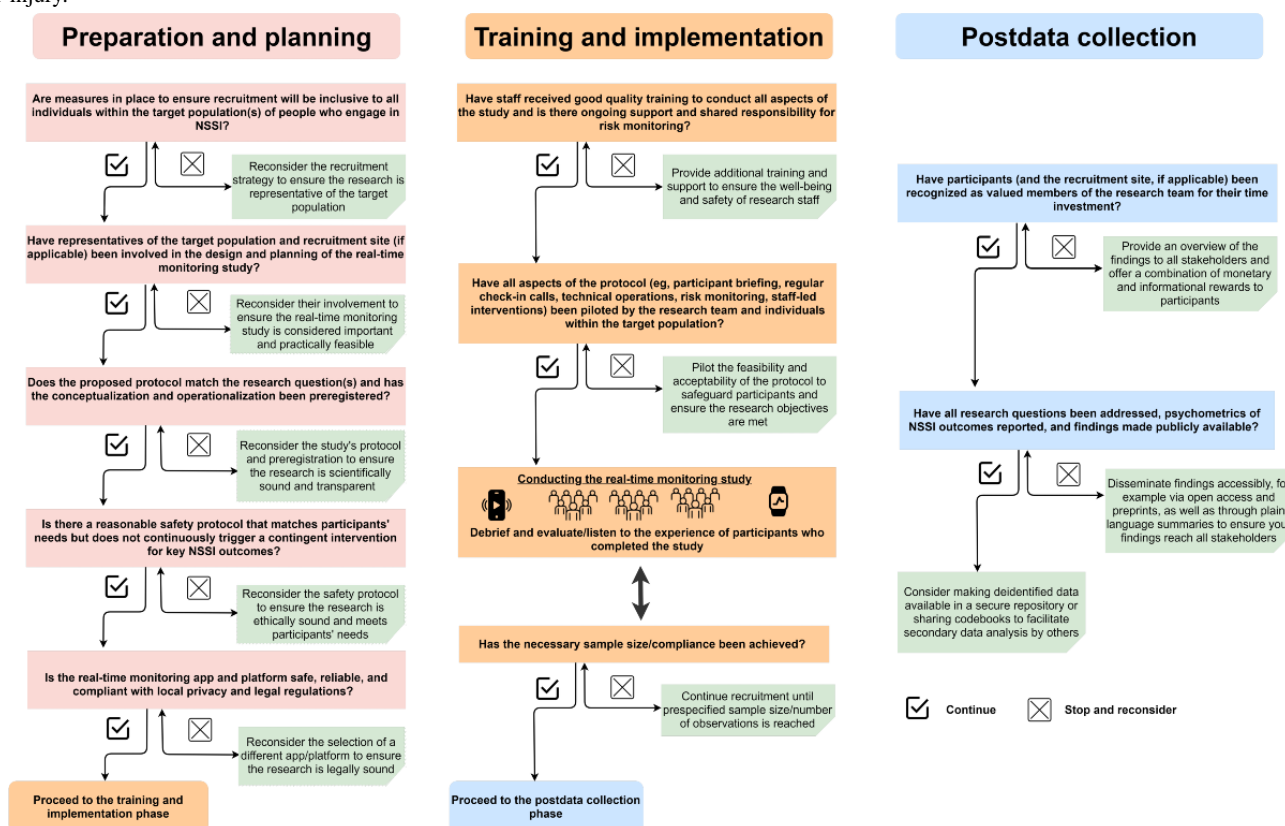 injury.
Preparation and planning
Are measures in place to ensure recruitment will be inclusive to all
individuals within the target population(s) of people who engage in
NSSI?
Reconsider the recruitment
strategy to ensure the research is
representative of the target
population
Have representatives of the target population and recruitment site (if
applicable) been involved in the design and planning of the real-time
monitoring study?
Reconsider their involvement to
ensure the real-time monitoring
study is considered important
and practically feasible
Does the proposed protocol match the research question(s) and has
the conceptualization and operationalization been preregistered?
Reconsider the study's protocol
and preregistration to ensure
the research is scientifically
sound and transparent
Is there a reasonable safety protocol that matches participants'
needs but does not continuously trigger a contingent intervention
for key NSSI outcomes?
Reconsider the safety protocol
to ensure the research is
ethically sound and meets
participants' needs
Is the real-time monitoring app and platform safe, reliable, and
compliant with local privacy and legal regulations?
Reconsider the selection of a
different app/platform to ensure
the research is legally sound
Proceed to the training and
implementation phase
Training and implementation
Have staff received good quality training to conduct all aspects of
the study and is there ongoing support and shared responsibility for
risk monitoring?
Provide additional training and
support to ensure the well-being
and safety of research staff
Have all aspects of the protocol (eg, participant briefing, regular
check-in calls, technical operations, risk monitoring, staff-led
interventions) been piloted by the research team and individuals
within the target population?
Pilot the feasibility and
acceptability of the protocol to
safeguard participants and
ensure the research objectives
are met
Conducting the real-time monitoring study
Debrief and evaluate/listen to the experience of participants who
completed the study
Has the necessary sample size/compliance been achieved?
Continue recruitment until
prespecified sample size/number
of observations is reached
Proceed to the postdata collection
phase
Postdata collection
Have participants (and the recruitment site, if applicable) been
recognized as valued members of the research team for their time
investment?
Provide an overview of the
findings to all stakeholders and
offer a combination of monetary
and informational rewards to
participants
Have all research questions been addressed, psychometrics of
NSSI outcomes reported, and findings made publicly available?
Disseminate findings accessibly, fo
example via open access and
preprints, as well as through plain
language summaries to ensure you
findings reach all stakeholders
Consider making deidentified data
available in a secure repository or
sharing codebooks to facilitate
secondary data analysis by others
Continue
Stop and reconsider